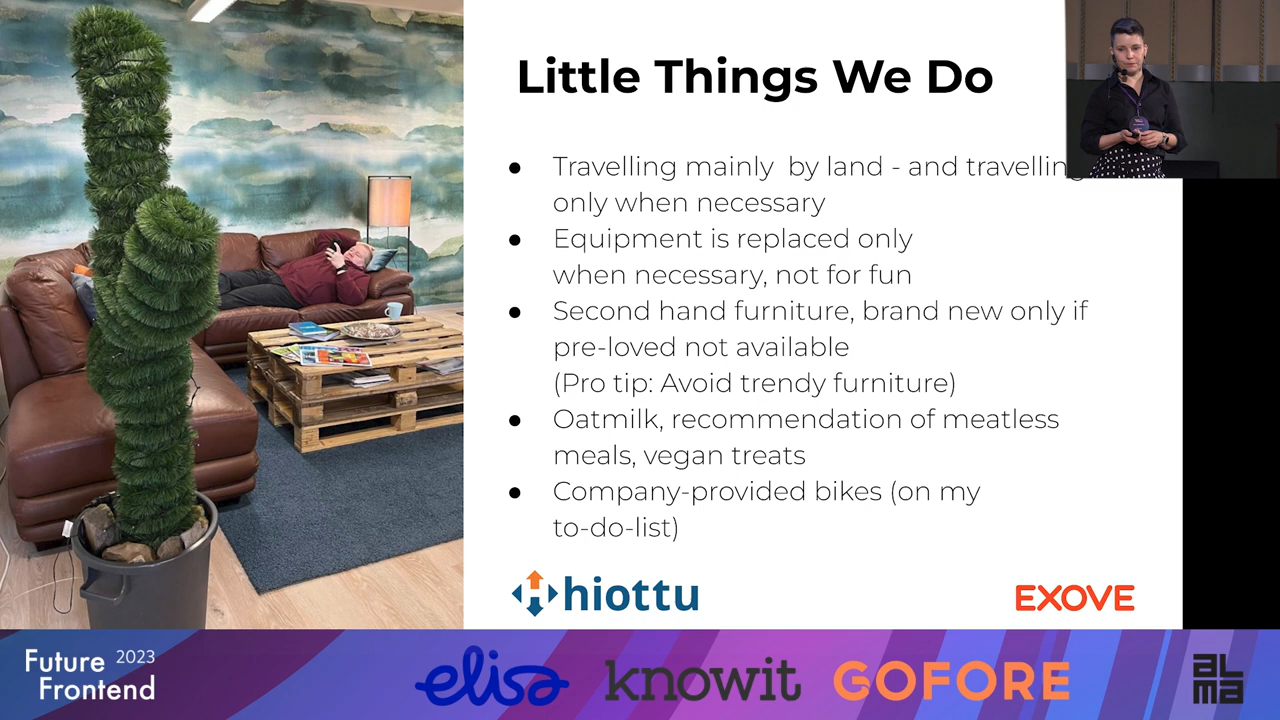 Little Things We Do
● Travelling mainly by land - and travelling
only when necessary
● Equipment is replaced only
when necessary, not for fun
● Second hand furniture, brand new only if
pre-loved not available
(Pro tip: Avoid trendy furniture)
● Oatmilk, recommendation of meatless
meals, vegan treats
● Company-provided bikes (on my
to-do-list)
hiottu
EXOVE
Future 2023
Frontend
elisa
knowit
GOFORE
ALMA